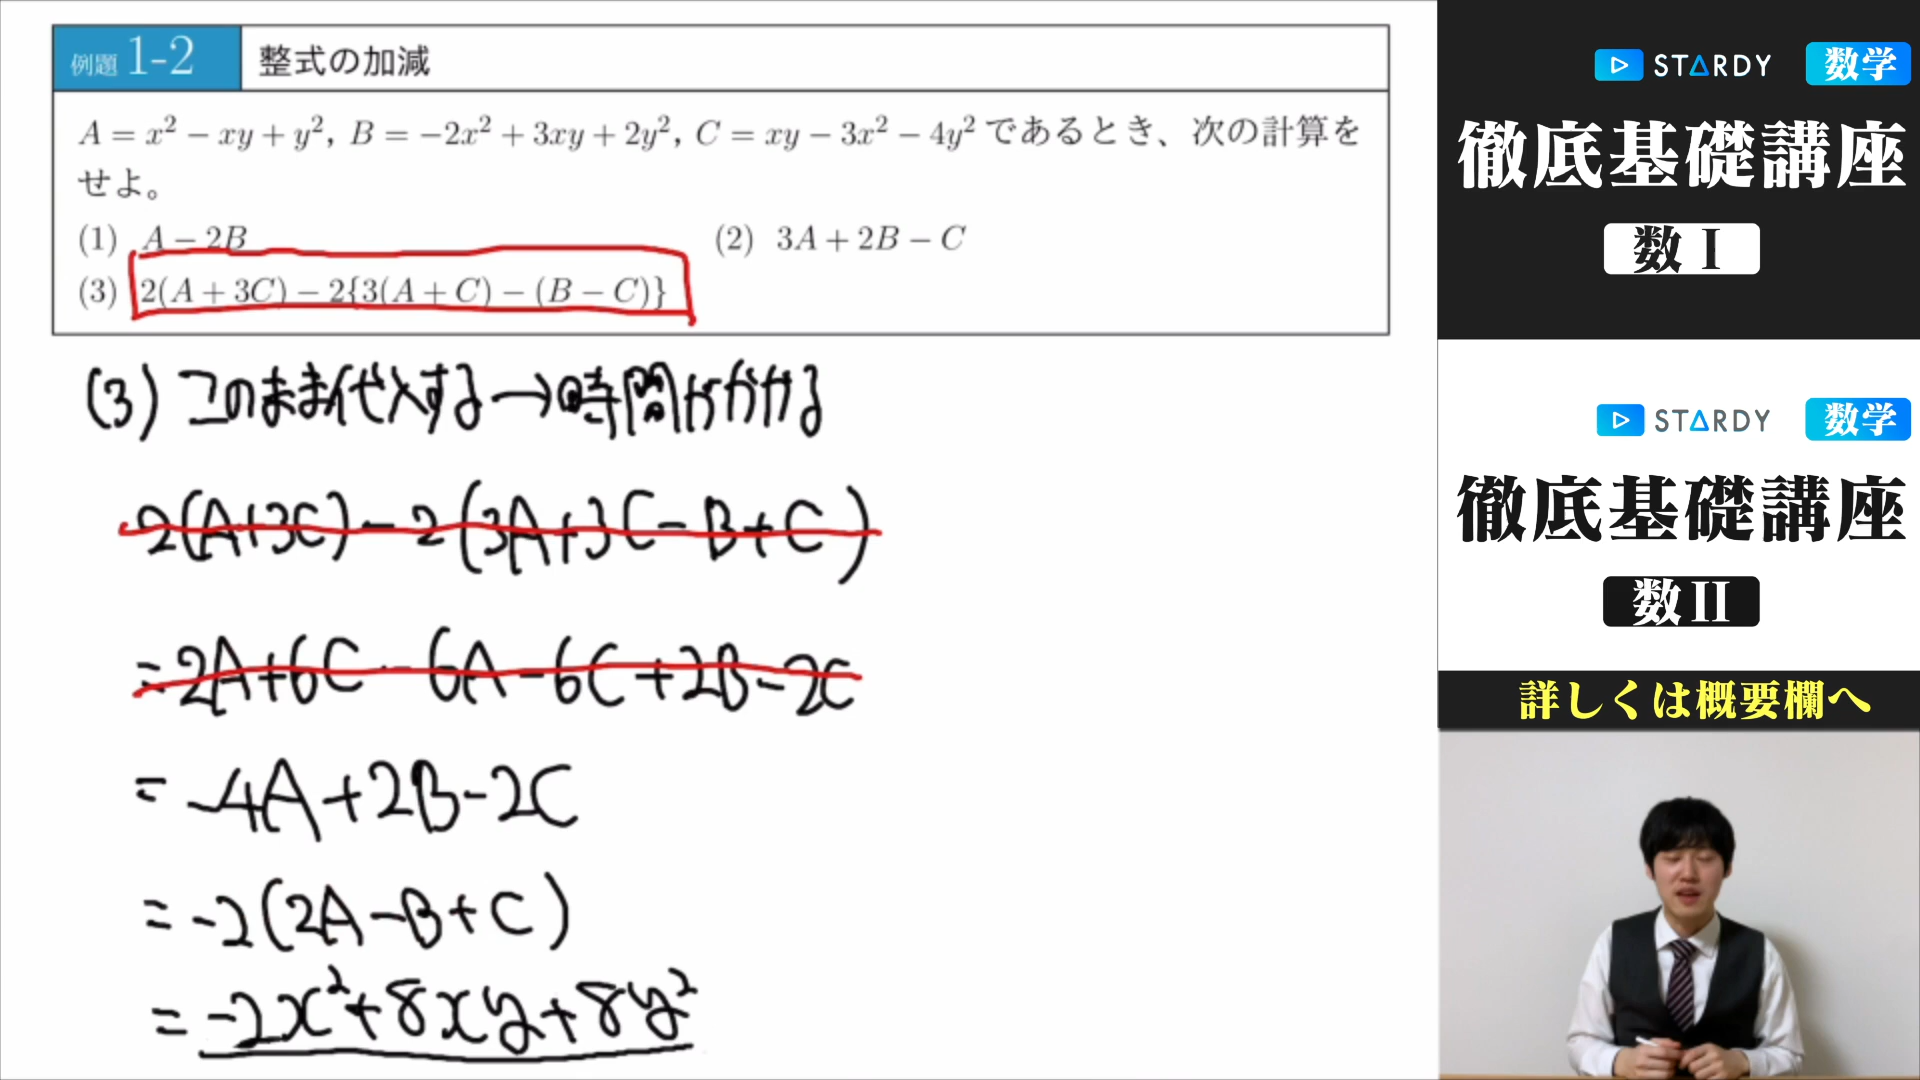 例題 1-2 整式の加減
A = x² − xy + y², B = −2x² + 3xy + 2y², C = xy − 3x² − 4y² であるとき、次の計算を
せよ。
(1) A − 2B
(2) 3A + 2B − C
(3) 2(A + 3C) − 2{3(A + C) − (B − C)}
(3) このまま代入する→時間がかかる
2(A+3C) − 2(3A+3C−B+C)
=2A+6C−6A−6C+2B−2C
= −4A+2B−2C
= −2(2A−B+C)
= −2x²+8xy+8y²
STARDY 数学
徹底基礎講座
数Ⅰ
STARDY 数学
徹底基礎講座
数Ⅱ
詳しくは概要欄へ